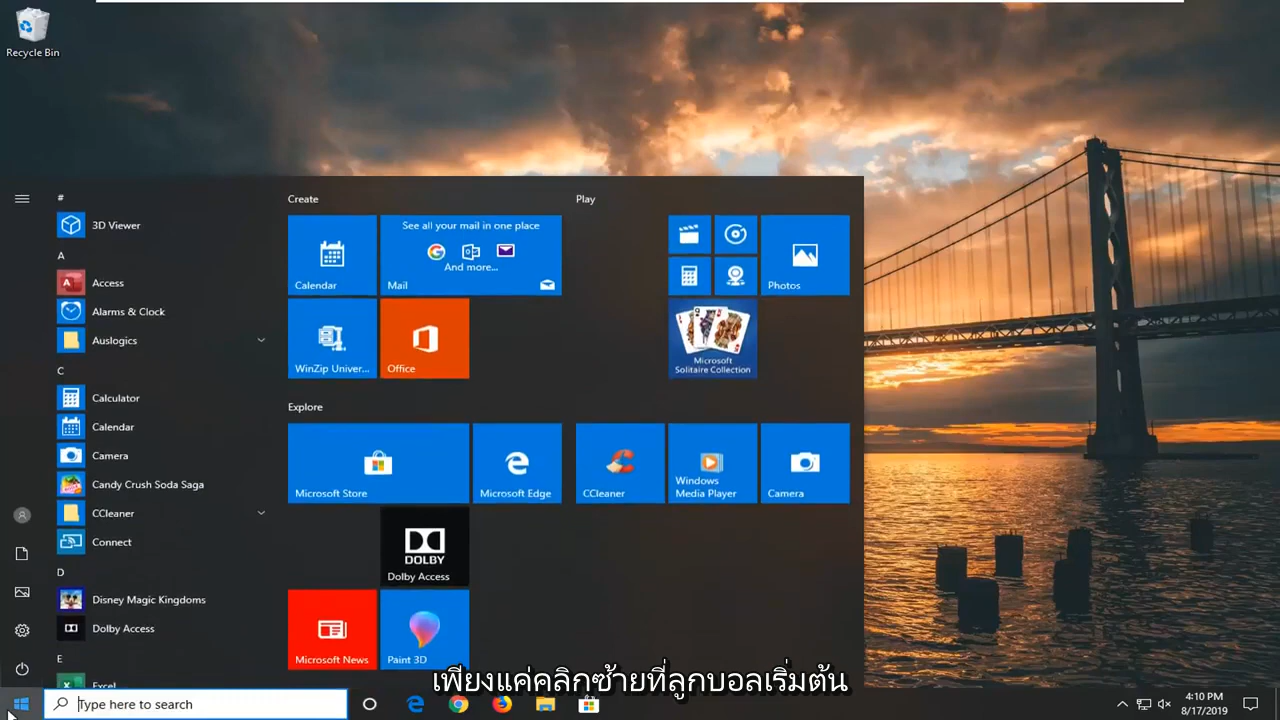 Recycle Bin
#
3D Viewer
A
Access
Alarms & Clock
Auslogics
C
Calculator
Calendar
Camera
Candy Crush Soda Saga
CCleaner
Connect
D
Disney Magic Kingdoms
Dolby Access
E
Excel
Create
Calendar
See all your mail in one place
And more...
Mail
WinZip Univer...
Office
Explore
Microsoft Store
Microsoft Edge
DOLBY
Dolby Access
Microsoft News
Paint 3D
Play
Photos
Microsoft
Solitaire Collection
CCleaner
Windows
Media Player
Camera
เพียงแค่คลิกซ้ายที่ลูกบอลเริ่มต้น
Type here to search
4:10 PM
8/17/2019